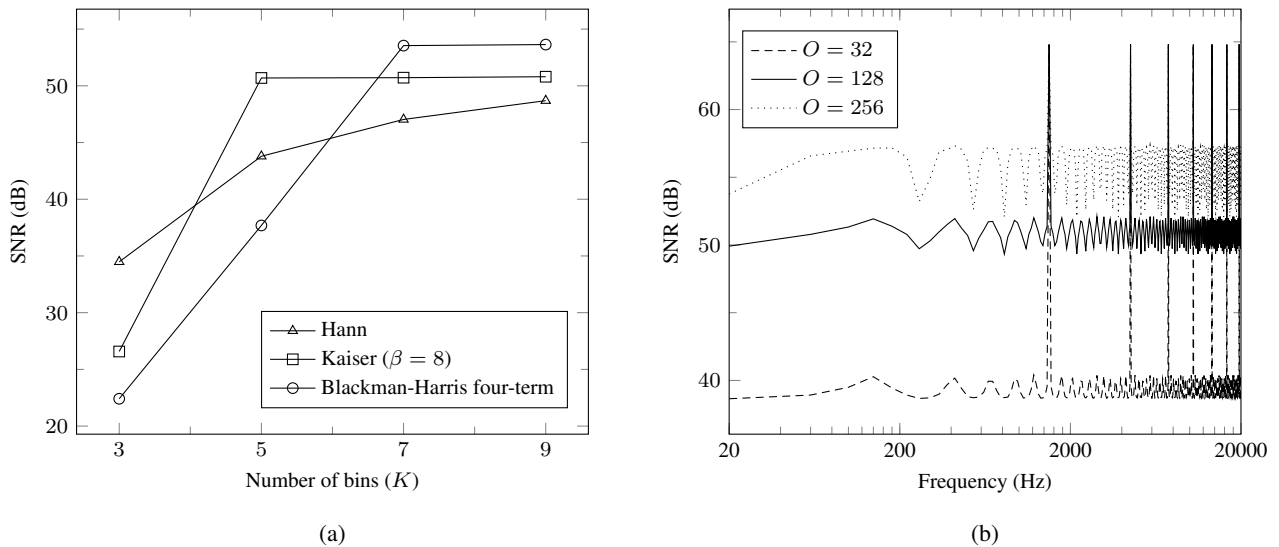 50
40
30
20
SNR (dB)
3 5 7 9
Number of bins (K)
Hann
Kaiser (β = 8)
Blackman-Harris four-term
(a)
60
50
40
SNR (dB)
20 200 2000 20000
Frequency (Hz)
O = 32
O = 128
O = 256
(b)